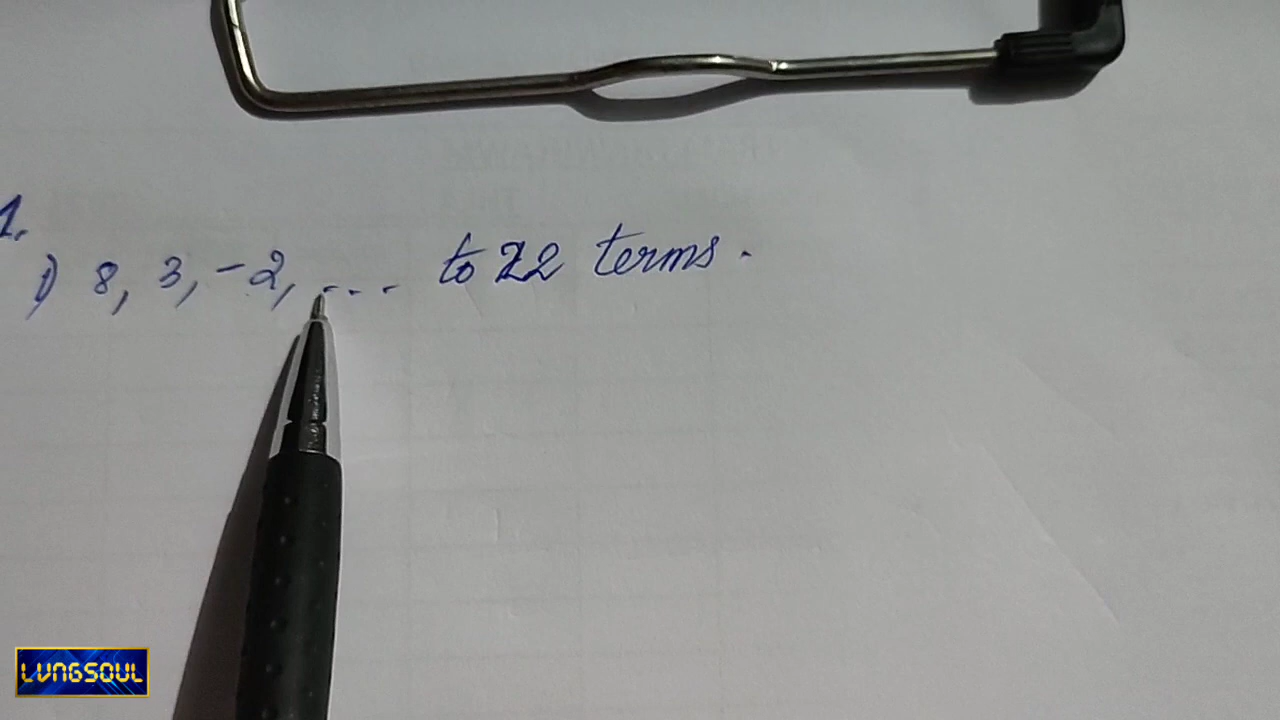 1.
i) 8, 3, -2, ... to 22 terms.
LUNGSOUL